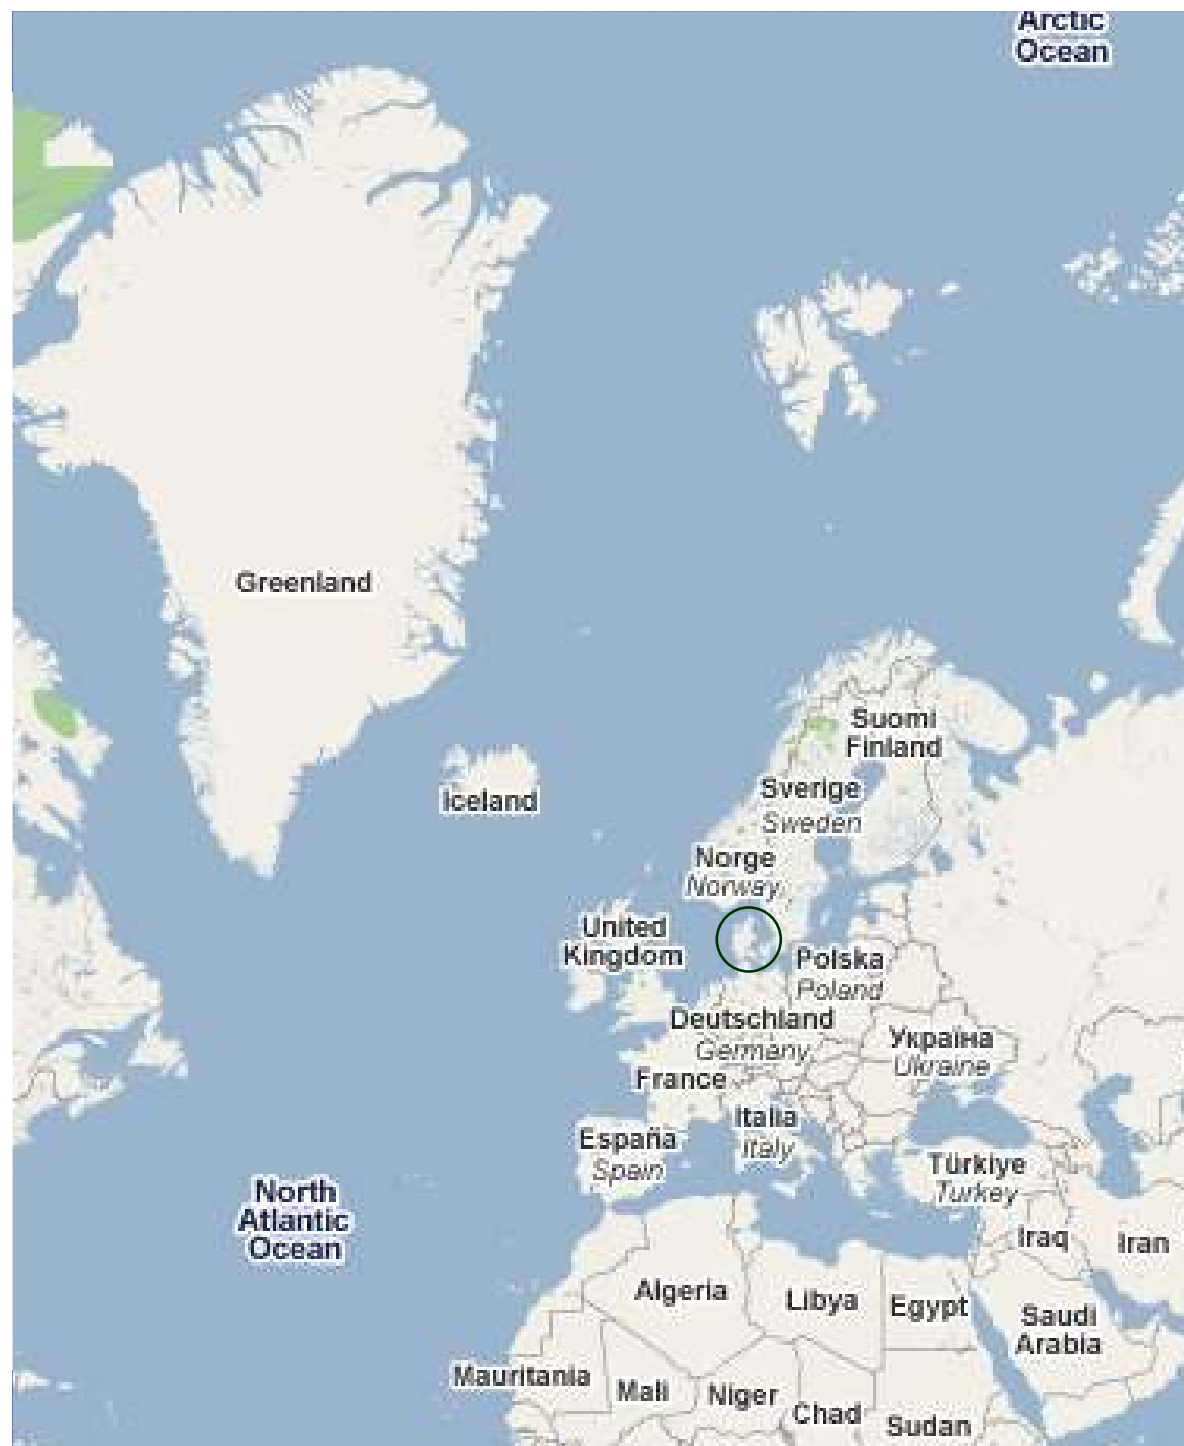 Arctic
Ocean
Greenland
Suomi
Finland
Iceland
Sverige
Sweden
Norge
Norway
United
Kingdom
Polska
Poland
Deutschland
Germany
Україна
Ukraine
France
Italia
Italy
España
Spain
Türkiye
Turkey
North
Atlantic
Ocean
Iraq
Iran
Algeria
Libya
Egypt
Saudi
Arabia
Mauritania
Mali
Niger
Chad
Sudan